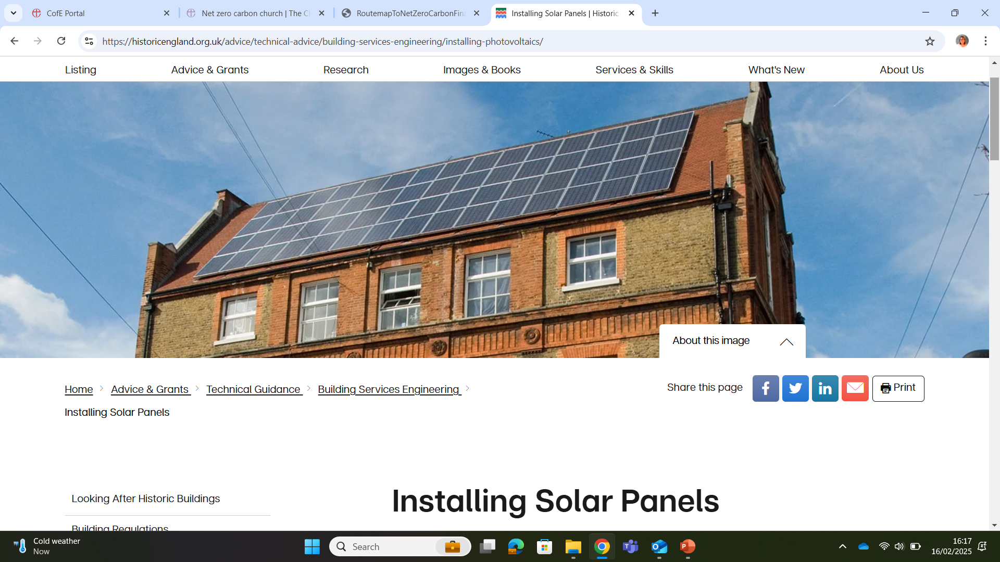 CofE Portal
Net zero carbon church | The C
RoutemapToNetZeroCarbonFin
Installing Solar Panels | Historic
https://historicengland.org.uk/advice/technical-advice/building-services-engineering/installing-photovoltaics/
Listing
Advice & Grants
Research
Images & Books
Services & Skills
What's New
About Us
About this image
Home
Advice & Grants
Technical Guidance
Building Services Engineering
Installing Solar Panels
Share this page
Print
Installing Solar Panels
Looking After Historic Buildings
Building Regulations
Cold weather
Now
Search
16:17
16/02/2025